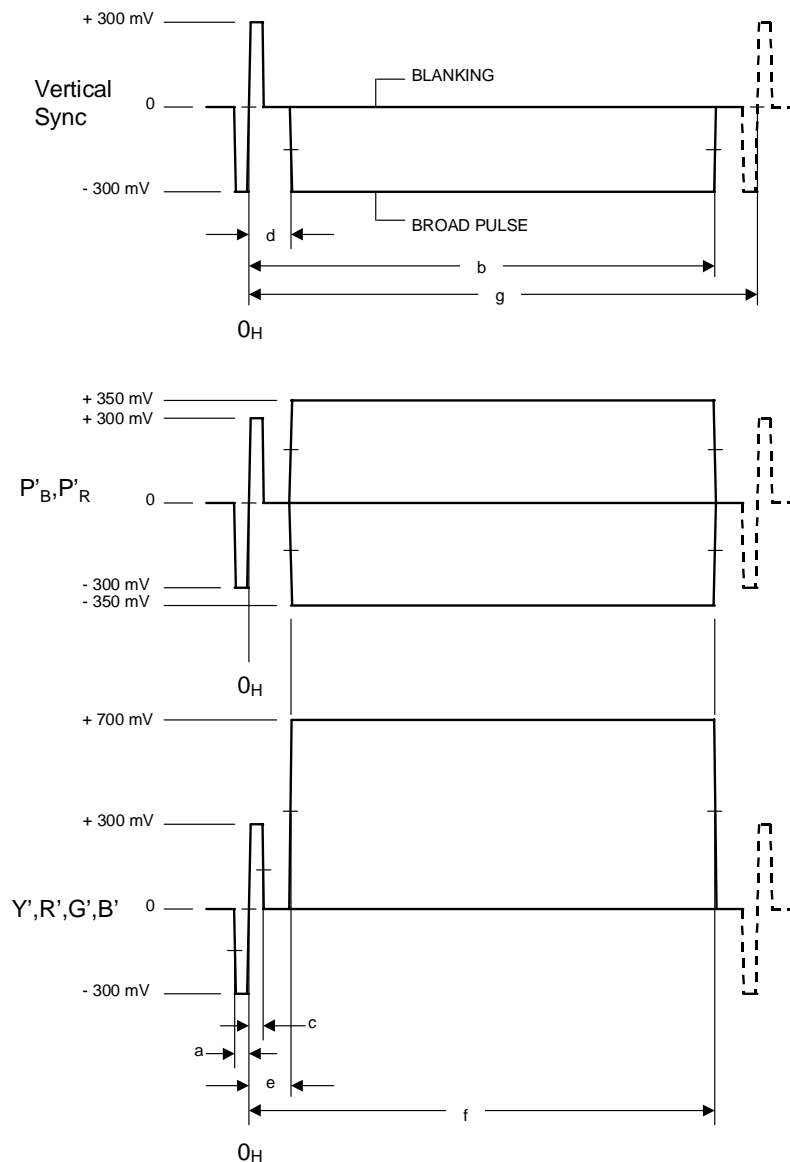 + 300 mV
BLANKING
Vertical
Sync
0
- 300 mV
BROAD PULSE
d
b
g
0H
+ 350 mV
+ 300 mV
P'B,P'R
0
- 300 mV
- 350 mV
0H
+ 700 mV
+ 300 mV
Y',R',G',B'
0
- 300 mV
c
a
e
f
0H